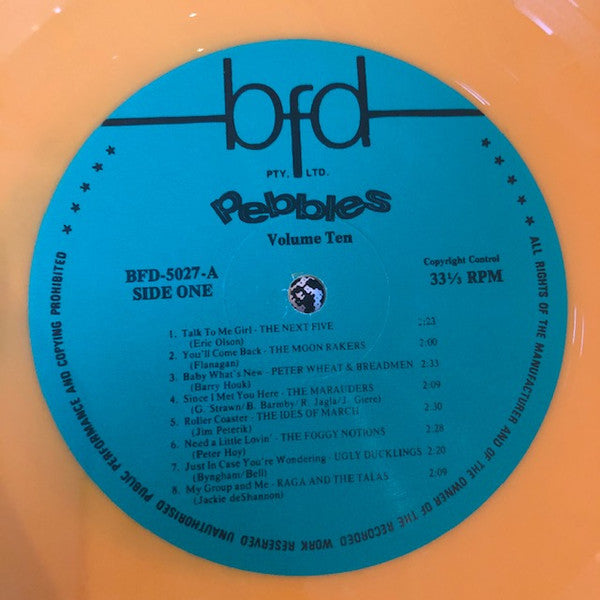 bfd
PTY. LTD.
Pebbles
Volume Ten
BFD-5027-A
SIDE ONE
Copyright Control
33⅓ RPM
1. Talk To Me Girl - THE NEXT FIVE 2:23
(Eric Olson)
2. You'll Come Back - THE MOON RAKERS 2:00
(Flanagan)
3. Baby What's New - PETER WHEAT & BREADMEN 2:33
(Barry Houk)
4. Since I Met You Here - THE MARAUDERS 2:09
(G. Strawn/ B. Barmby/ R. Jagla/ J. Giere)
5. Roller Coaster - THE IDES OF MARCH 2:30
(Jim Peterik)
6. Need a Little Lovin' - THE FOGGY NOTIONS 2:28
(Peter Hoy)
7. Just In Case You're Wondering - UGLY DUCKLINGS 2:20
(Byngham/Bell)
8. My Group and Me - RAGA AND THE TALAS 2:09
(Jackie deShannon)
★ ★ ★ ★ ★ ALL RIGHTS OF THE MANUFACTURER AND OF THE OWNER OF THE RECORDED WORK RESERVED UNAUTHORISED PUBLIC PERFORMANCE AND COPYING PROHIBITED ★ ★ ★ ★ ★